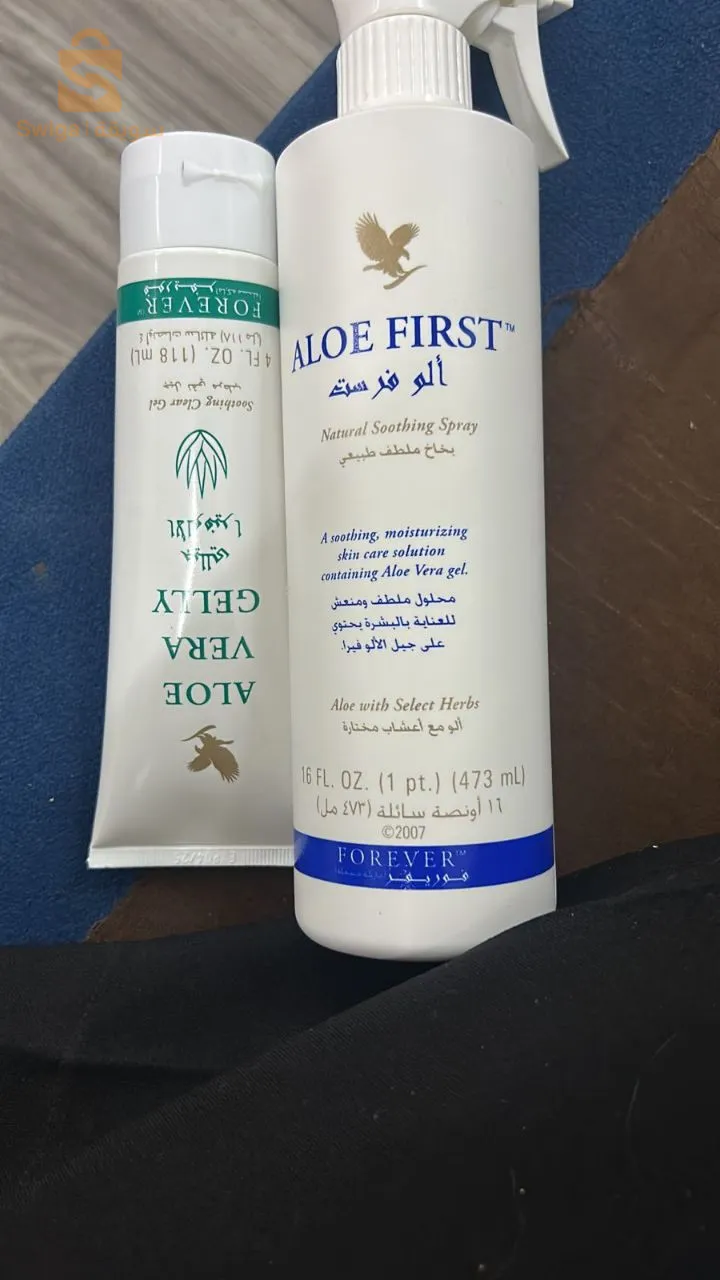 ALOE FIRST™
ألو فرست
Natural Soothing Spray
بخاخ ملطف طبيعي
A soothing, moisturizing
skin care solution
containing Aloe Vera gel.
محلول ملطف ومنعش
للعناية بالبشرة يحتوي
على جيل الألو فيرا.
Aloe with Select Herbs
ألو مع أعشاب مختارة
16 FL. OZ. (1 pt.) (473 mL)
١٦ أونصة سائلة (٤٧٣ مل)
©2007
FOREVER™
فوريفر
ALOE
VERA
GELLY
جيللي
الألوفيرا
Soothing Clear Gel
4 FL. OZ. (118 mL)
FOREVER
فوريفر